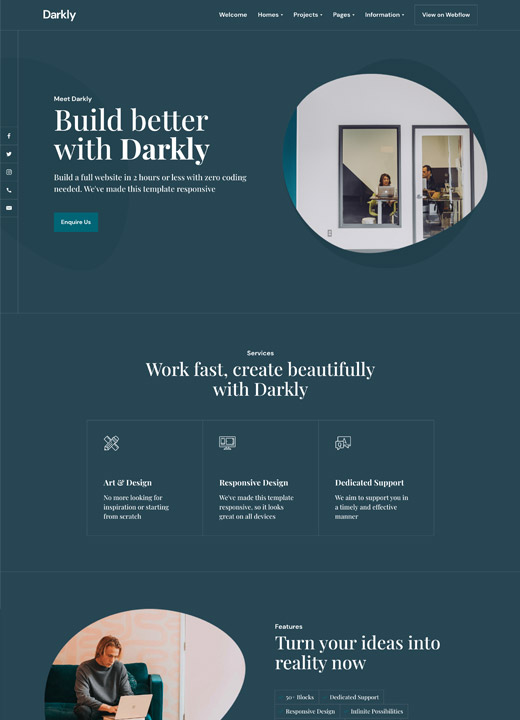 Darkly
Welcome Homes Projects Pages Information View on Webflow
Meet Darkly
Build better
with Darkly
Build a full website in 2 hours or less with zero coding
needed. We've made this template responsive
Enquire Us
Services
Work fast, create beautifully
with Darkly
Art & Design
No more looking for
inspiration or starting
from scratch
Responsive Design
We've made this template
responsive, so it looks
great on all devices
Dedicated Support
We aim to support you in
a timely and effective
manner
Features
Turn your ideas into
reality now
50+ Blocks Dedicated Support
Responsive Design Infinite Possibilities